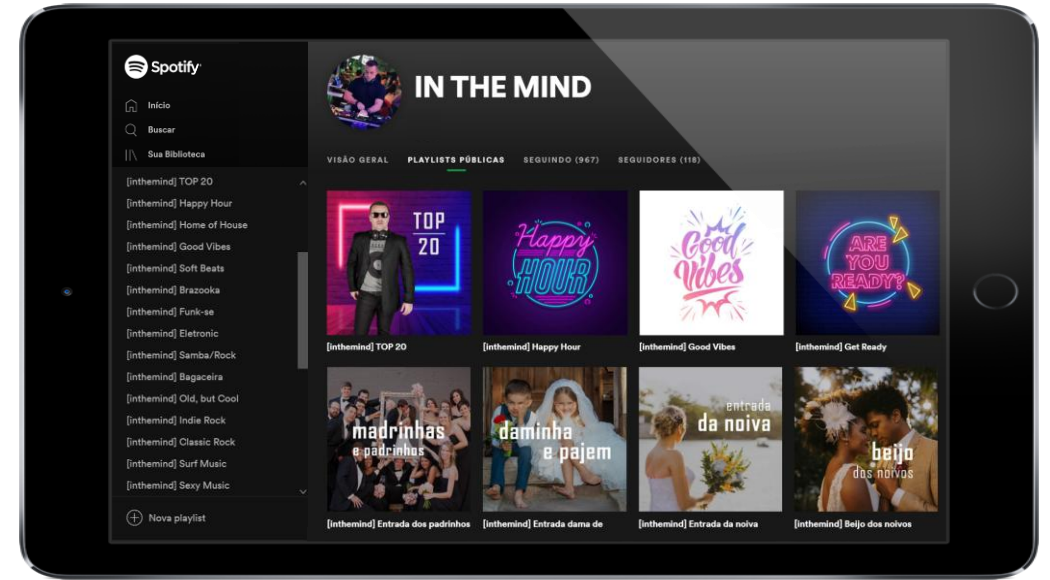 Spotify
Início
Buscar
Sua Biblioteca
[inthemind] TOP 20
[inthemind] Happy Hour
[inthemind] Home of House
[inthemind] Good Vibes
[inthemind] Soft Beats
[inthemind] Brazooka
[inthemind] Funk-se
[inthemind] Eletronic
[inthemind] Samba/Rock
[inthemind] Bagaceira
[inthemind] Old, but Cool
[inthemind] Indie Rock
[inthemind] Classic Rock
[inthemind] Surf Music
[inthemind] Sexy Music
Nova playlist
IN THE MIND
VISÃO GERAL PLAYLISTS PÚBLICAS SEGUINDO (967) SEGUIDORES (118)
TOP
20
Happy
HOUR
Good
Vibes
ARE
YOU
READY?
[inthemind] TOP 20
[inthemind] Happy Hour
[inthemind] Good Vibes
[inthemind] Get Ready
madrinhas
e padrinhos
daminha
e pajem
entrada
da noiva
beijo
dos noivos
[inthemind] Entrada dos padrinhos
[inthemind] Entrada dama de
[inthemind] Entrada da noiva
[inthemind] Beijo dos noivos